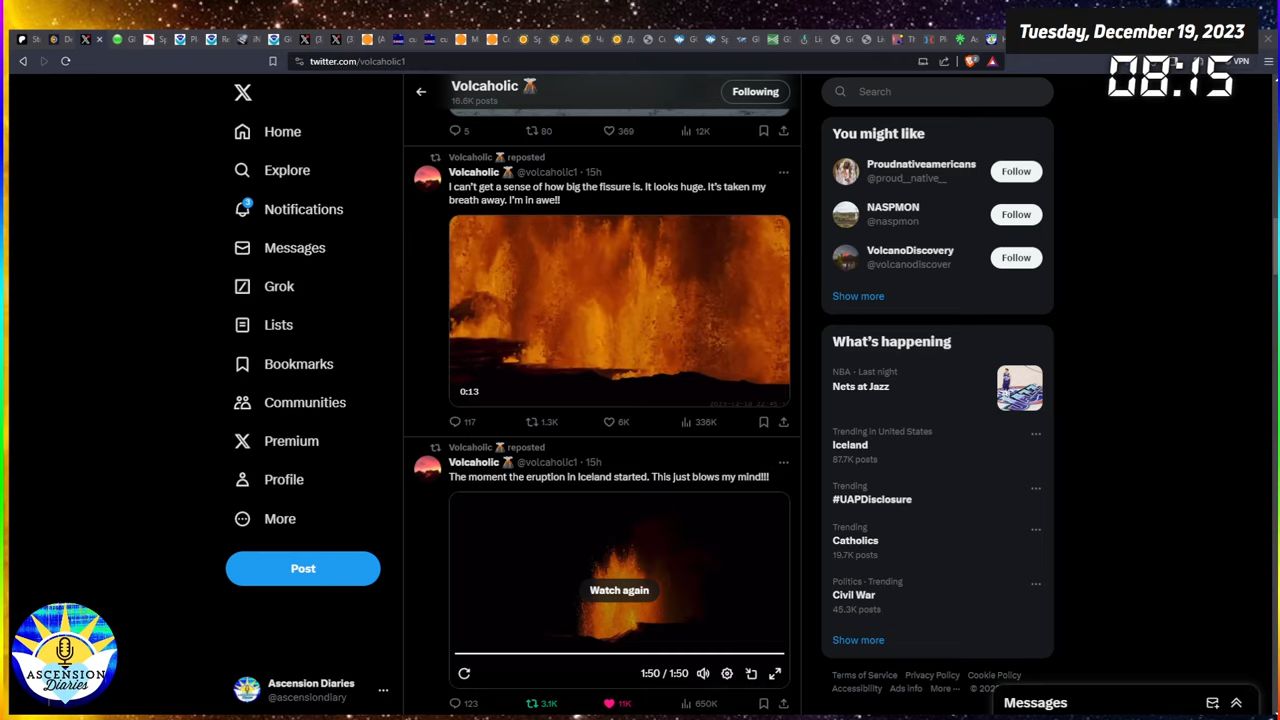 Tuesday, December 19, 2023
08:15
twitter.com/volcaholic1
VPN
Home
Explore
3
Notifications
Messages
Grok
Lists
Bookmarks
Communities
Premium
Profile
More
Post
Ascension Diaries
@ascensiondiary
ASCENSION
Diaries
Volcaholic 🌋
16.6K posts
Following
5 80 369 12K
Volcaholic 🌋 reposted
Volcaholic 🌋 @volcaholic1 · 15h
I can't get a sense of how big the fissure is. It looks huge. It's taken my
breath away. I'm in awe!!
0:13
117 1.3K 6K 336K
Volcaholic 🌋 reposted
Volcaholic 🌋 @volcaholic1 · 15h
The moment the eruption in Iceland started. This just blows my mind!!!
Watch again
1:50 / 1:50
123 3.1K 11K 650K
Search
You might like
Proudnativeamericans
@proud__native_
Follow
NASPMON
@naspmon
Follow
VolcanoDiscovery
@volcanodiscover
Follow
Show more
What's happening
NBA · Last night
Nets at Jazz
Trending in United States
Iceland
87.7K posts
Trending
#UAPDisclosure
Trending
Catholics
19.7K posts
Politics · Trending
Civil War
45.3K posts
Show more
Terms of Service Privacy Policy Cookie Policy
Accessibility Ads info More ···
Messages